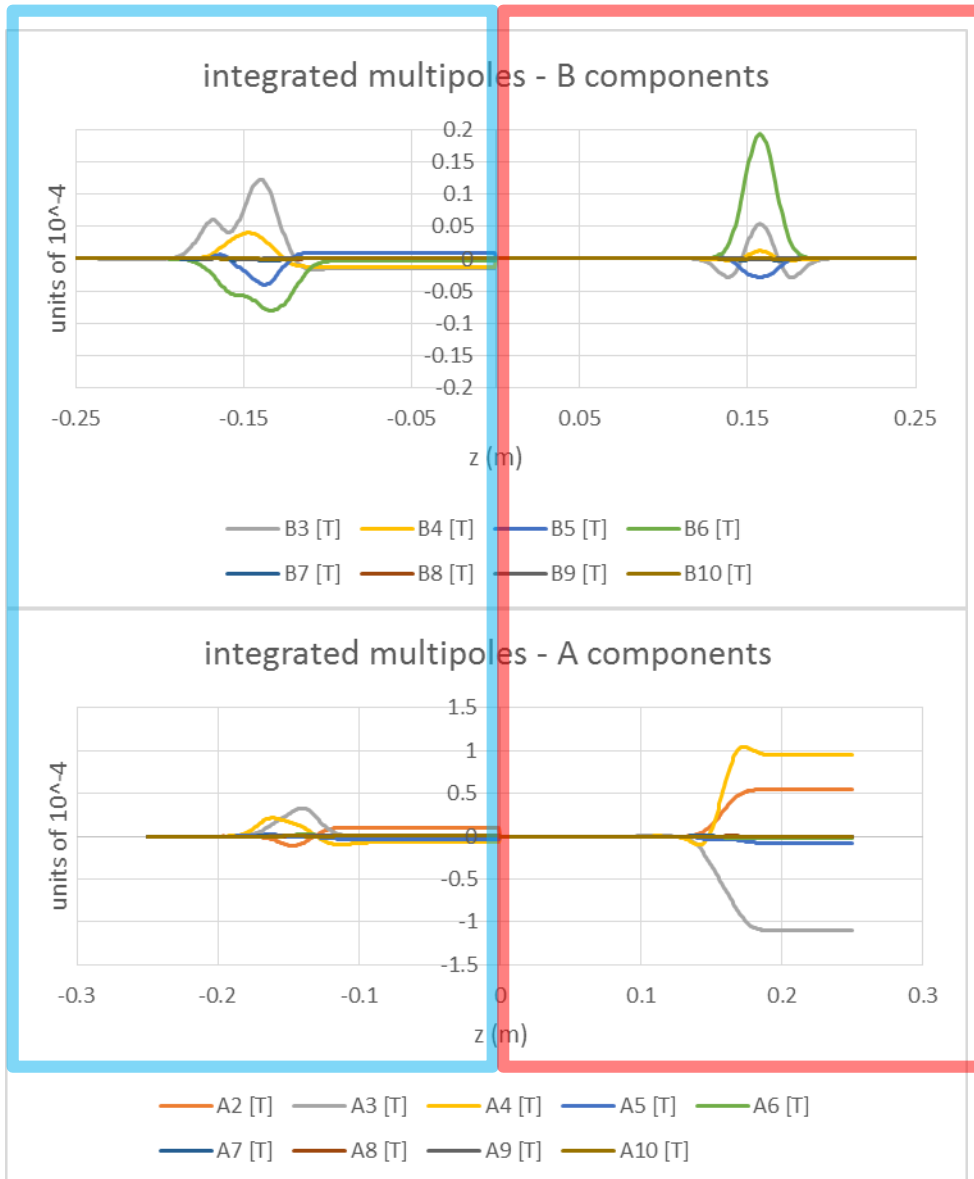 integrated multipoles - B components
units of 10^-4
0.2
0.15
0.1
0.05
0
-0.05
-0.1
-0.15
-0.2
-0.25 -0.15 -0.05 0.05 0.15 0.25
z (m)
B3 [T] B4 [T] B5 [T] B6 [T]
B7 [T] B8 [T] B9 [T] B10 [T]
integrated multipoles - A components
units of 10^-4
1.5
1
0.5
0
-0.5
-1
-1.5
-0.3 -0.2 -0.1 0 0.1 0.2 0.3
z (m)
A2 [T] A3 [T] A4 [T] A5 [T] A6 [T]
A7 [T] A8 [T] A9 [T] A10 [T]